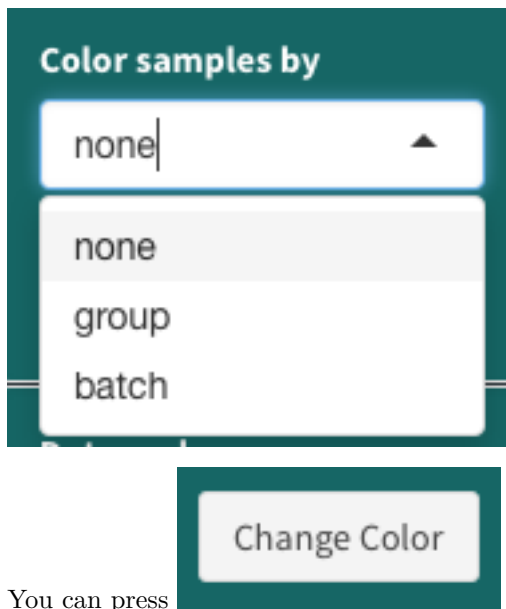 Color samples by
none
none
group
batch
Change Color
You can press